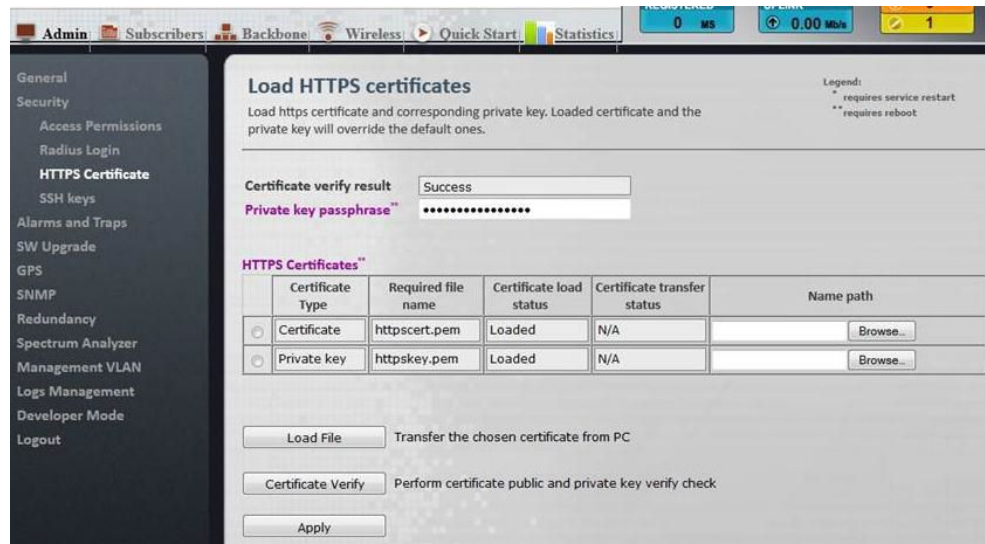 REGISTERED
0 MS
UPLINK
0.00 Mb/s
1
Admin Subscribers Backbone Wireless Quick Start Statistics
General
Security
Access Permissions
Radius Login
HTTPS Certificate
SSH keys
Alarms and Traps
SW Upgrade
GPS
SNMP
Redundancy
Spectrum Analyzer
Management VLAN
Logs Management
Developer Mode
Logout
Load HTTPS certificates
Load https certificate and corresponding private key. Loaded certificate and the
private key will override the default ones.
Legend:
* requires service restart
** requires reboot
Certificate verify result Success
Private key passphrase** ••••••••••••••••
HTTPS Certificates**
Certificate Type Required file name Certificate load status Certificate transfer status Name path
Certificate httpscert.pem Loaded N/A Browse...
Private key httpskey.pem Loaded N/A Browse...
Load File Transfer the chosen certificate from PC
Certificate Verify Perform certificate public and private key verify check
Apply